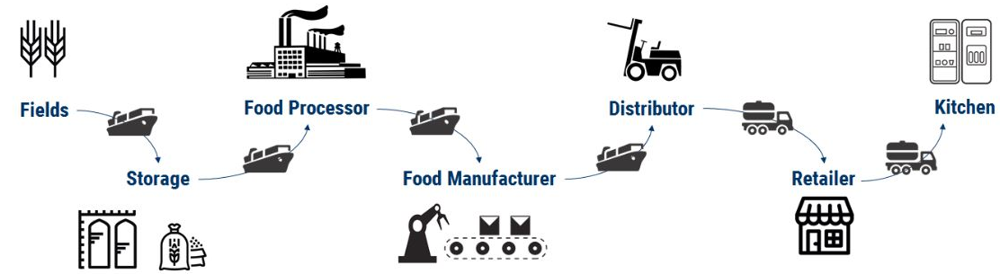 Fields
Storage
Food Processor
Food Manufacturer
Distributor
Retailer
Kitchen